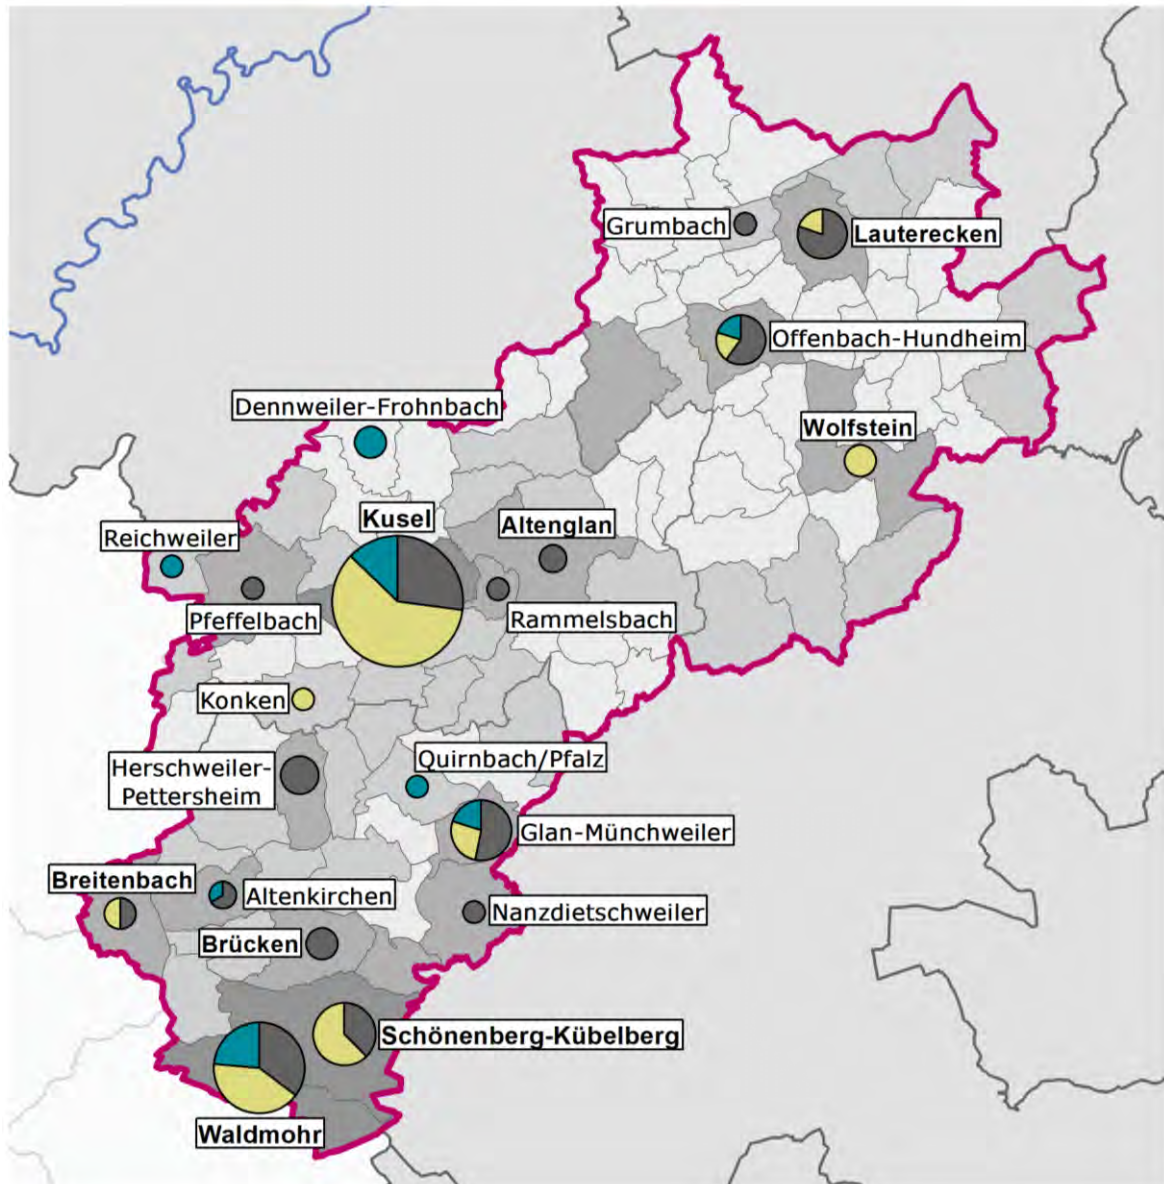 Grumbach
Lauterecken
Offenbach-Hundheim
Dennweiler-Frohnbach
Wolfstein
Kusel
Altenglan
Reichweiler
Pfeffelbach
Rammelsbach
Konken
Quirnbach/Pfalz
Herschweiler-
Pettersheim
Glan-Münchweiler
Breitenbach
Altenkirchen
Nanzdietschweiler
Brücken
Schönenberg-Kübelberg
Waldmohr